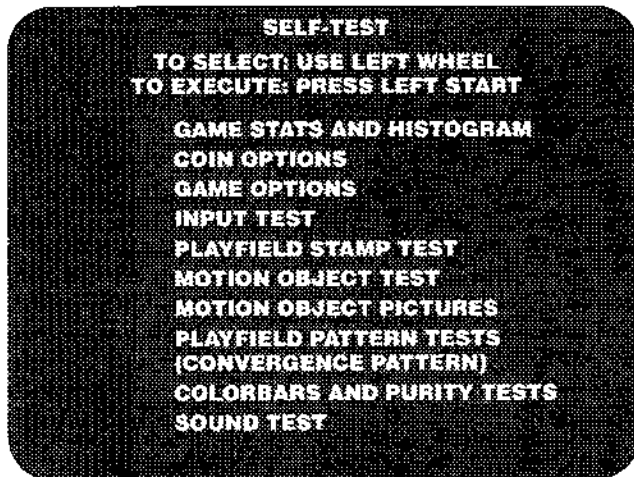 SELF-TEST
TO SELECT: USE LEFT WHEEL
TO EXECUTE: PRESS LEFT START
GAME STATS AND HISTOGRAM
COIN OPTIONS
GAME OPTIONS
INPUT TEST
PLAYFIELD STAMP TEST
MOTION OBJECT TEST
MOTION OBJECT PICTURES
PLAYFIELD PATTERN TESTS
(CONVERGENCE PATTERN)
COLORBARS AND PURITY TESTS
SOUND TEST